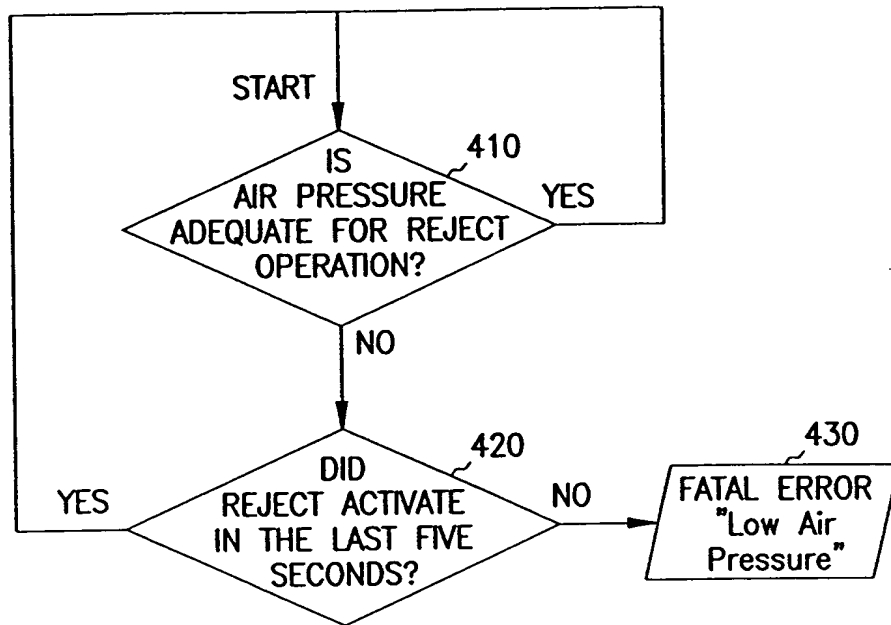 START
IS
AIR PRESSURE
ADEQUATE FOR REJECT
OPERATION?
410
YES
NO
DID
REJECT ACTIVATE
IN THE LAST FIVE
SECONDS?
420
YES
NO
430
FATAL ERROR
"Low Air
Pressure"